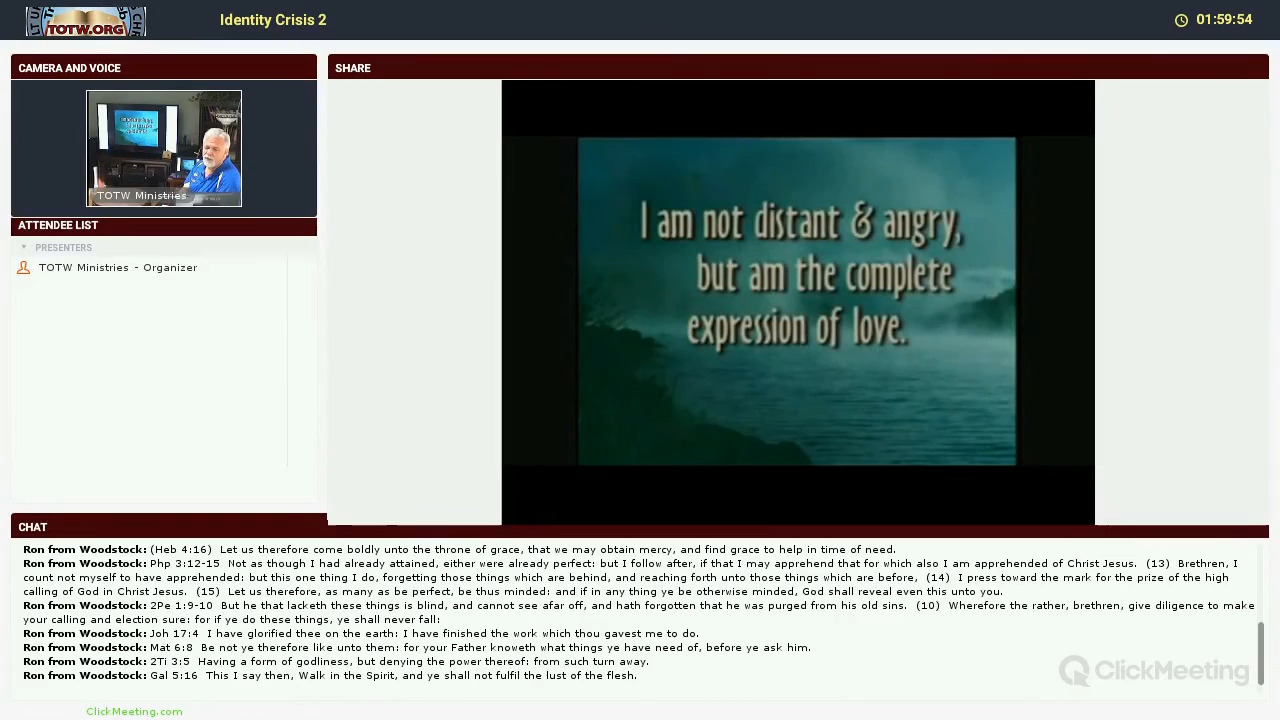 TOTW.ORG
Identity Crisis 2
01:59:54
CAMERA AND VOICE
TOTW Ministries
ATTENDEE LIST
PRESENTERS
TOTW Ministries - Organizer
SHARE
I am not distant & angry,
but am the complete
expression of love.
CHAT
Ron from Woodstock: (Heb 4:16) Let us therefore come boldly unto the throne of grace, that we may obtain mercy, and find grace to help in time of need.
Ron from Woodstock: Php 3:12-15 Not as though I had already attained, either were already perfect: but I follow after, if that I may apprehend that for which also I am apprehended of Christ Jesus. (13) Brethren, I
count not myself to have apprehended: but this one thing I do, forgetting those things which are behind, and reaching forth unto those things which are before, (14) I press toward the mark for the prize of the high
calling of God in Christ Jesus. (15) Let us therefore, as many as be perfect, be thus minded: and if in any thing ye be otherwise minded, God shall reveal even this unto you.
Ron from Woodstock: 2Pe 1:9-10 But he that lacketh these things is blind, and cannot see afar off, and hath forgotten that he was purged from his old sins. (10) Wherefore the rather, brethren, give diligence to make
your calling and election sure: for if ye do these things, ye shall never fall:
Ron from Woodstock: Joh 17:4 I have glorified thee on the earth: I have finished the work which thou gavest me to do.
Ron from Woodstock: Mat 6:8 Be not ye therefore like unto them: for your Father knoweth what things ye have need of, before ye ask him.
Ron from Woodstock: 2Ti 3:5 Having a form of godliness, but denying the power thereof: from such turn away.
Ron from Woodstock: Gal 5:16 This I say then, Walk in the Spirit, and ye shall not fulfil the lust of the flesh.
ClickMeeting
ClickMeeting.com